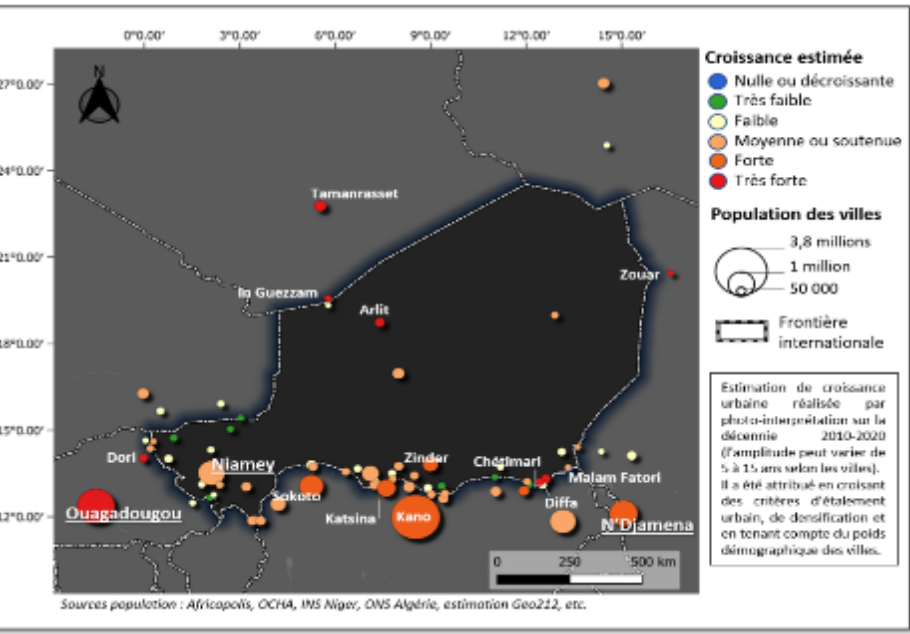 0°0.00' 3°0.00' 6°0.00' 9°0.00' 12°0.00' 15°0.00'
N
27°0.00'
24°0.00'
21°0.00'
18°0.00'
15°0.00'
12°0.00'
Tamanrasset
In Guezzam
Arlit
Zouar
Dori
Niamey
Zinder
Chétimari
Malam Fatori
Ouagadougou
Sokoto
Katsina
Kano
Diffa
N'Djamena
0 250 500 km
Croissance estimée
Nulle ou décroissante
Très faible
Faible
Moyenne ou soutenue
Forte
Très forte
Population des villes
3,8 millions
1 million
50 000
Frontière
internationale
Estimation de croissance
urbaine réalisée par
photo-interprétation sur la
décennie 2010-2020
(l'amplitude peut varier de
5 à 15 ans selon les villes).
Il a été attribué en croisant
des critères d'étalement
urbain, de densification et
en tenant compte du poids
démographique des villes.
Sources population : Africapolis, OCHA, INS Niger, ONS Algérie, estimation Geo212, etc.